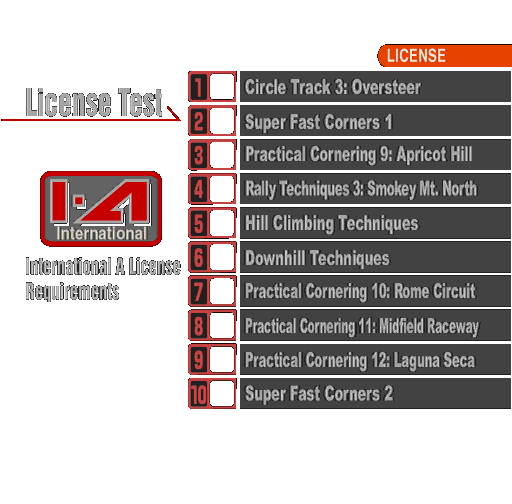 LICENSE
License Test
1 Circle Track 3: Oversteer
2 Super Fast Corners 1
3 Practical Cornering 9: Apricot Hill
4 Rally Techniques 3: Smokey Mt. North
5 Hill Climbing Techniques
6 Downhill Techniques
7 Practical Cornering 10: Rome Circuit
8 Practical Cornering 11: Midfield Raceway
9 Practical Cornering 12: Laguna Seca
10 Super Fast Corners 2
I-A
International
International A License
Requirements